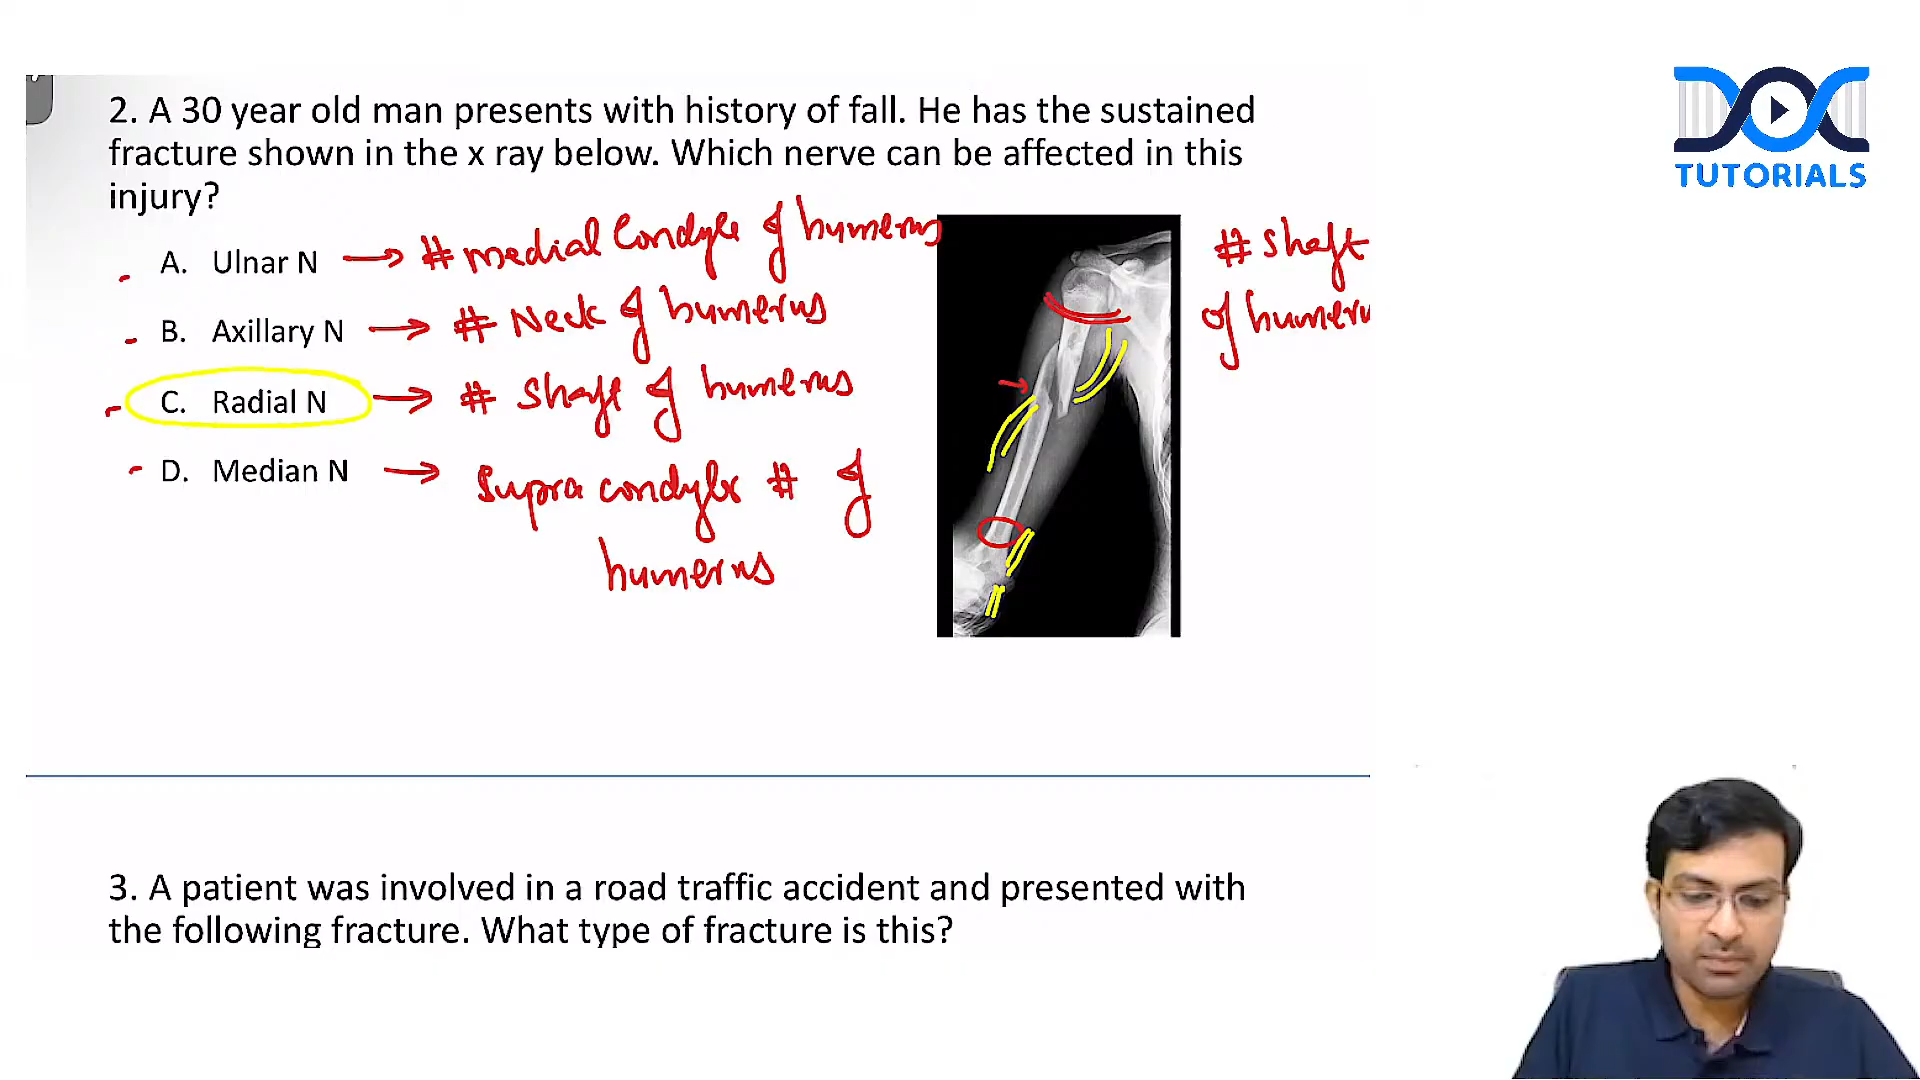 2. A 30 year old man presents with history of fall. He has the sustained
fracture shown in the x ray below. Which nerve can be affected in this
injury?
A. Ulnar N → # medial Condyle of humerus
B. Axillary N → # Neck of humerus
C. Radial N → # Shaft of humerus
D. Median N → Supra condylar # of
humerus
# Shaft
of humeru
3. A patient was involved in a road traffic accident and presented with
the following fracture. What type of fracture is this?
DOC
TUTORIALS